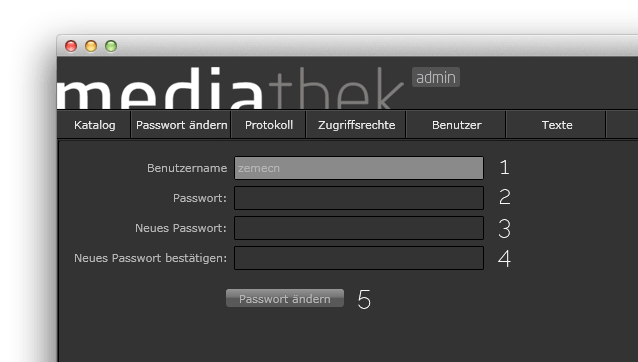 mediathek admin
Katalog Passwort ändern Protokoll Zugriffsrechte Benutzer Texte
Benutzername zemecn 1
Passwort: 2
Neues Passwort: 3
Neues Passwort bestätigen: 4
Passwort ändern 5